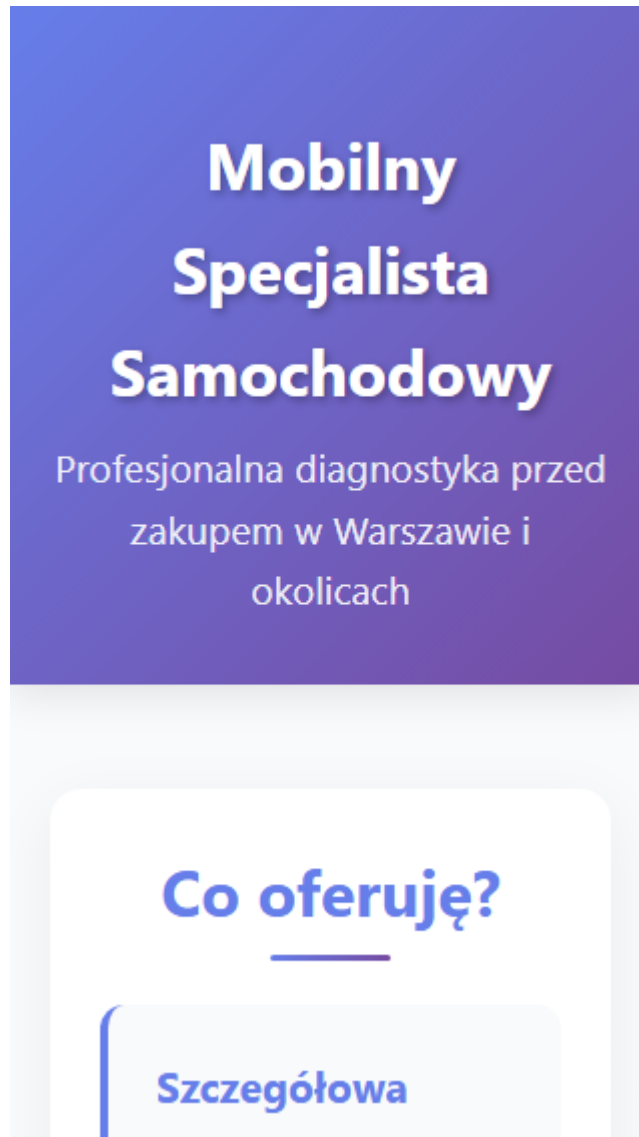 Mobilny
Specjalista
Samochodowy
Profesjonalna diagnostyka przed
zakupem w Warszawie i
okolicach
Co oferuję?
Szczegółowa